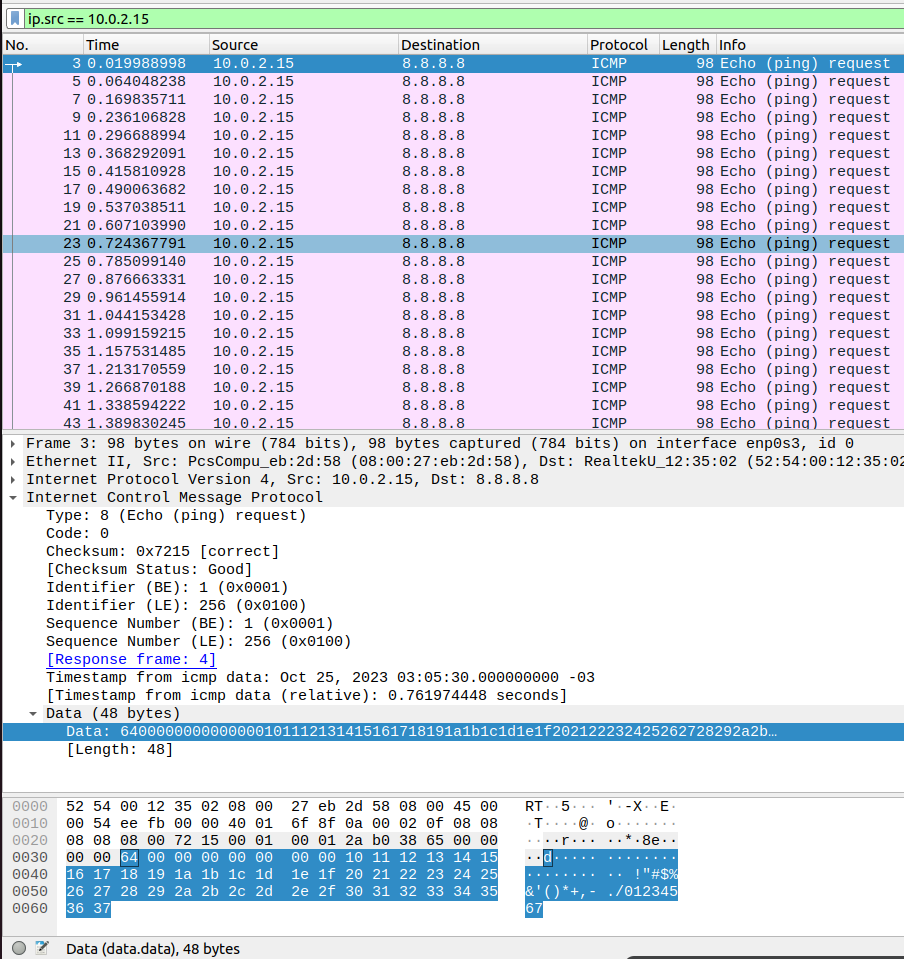 ip.src == 10.0.2.15
No. Time Source Destination Protocol Length Info
3 0.019988998 10.0.2.15 8.8.8.8 ICMP 98 Echo (ping) request
5 0.064048238 10.0.2.15 8.8.8.8 ICMP 98 Echo (ping) request
7 0.169835711 10.0.2.15 8.8.8.8 ICMP 98 Echo (ping) request
9 0.236106828 10.0.2.15 8.8.8.8 ICMP 98 Echo (ping) request
11 0.296688994 10.0.2.15 8.8.8.8 ICMP 98 Echo (ping) request
13 0.368292091 10.0.2.15 8.8.8.8 ICMP 98 Echo (ping) request
15 0.415810928 10.0.2.15 8.8.8.8 ICMP 98 Echo (ping) request
17 0.490063682 10.0.2.15 8.8.8.8 ICMP 98 Echo (ping) request
19 0.537038511 10.0.2.15 8.8.8.8 ICMP 98 Echo (ping) request
21 0.607103990 10.0.2.15 8.8.8.8 ICMP 98 Echo (ping) request
23 0.724367791 10.0.2.15 8.8.8.8 ICMP 98 Echo (ping) request
25 0.785099140 10.0.2.15 8.8.8.8 ICMP 98 Echo (ping) request
27 0.876663331 10.0.2.15 8.8.8.8 ICMP 98 Echo (ping) request
29 0.961455914 10.0.2.15 8.8.8.8 ICMP 98 Echo (ping) request
31 1.044153428 10.0.2.15 8.8.8.8 ICMP 98 Echo (ping) request
33 1.099159215 10.0.2.15 8.8.8.8 ICMP 98 Echo (ping) request
35 1.157531485 10.0.2.15 8.8.8.8 ICMP 98 Echo (ping) request
37 1.213170559 10.0.2.15 8.8.8.8 ICMP 98 Echo (ping) request
39 1.266870188 10.0.2.15 8.8.8.8 ICMP 98 Echo (ping) request
41 1.338594222 10.0.2.15 8.8.8.8 ICMP 98 Echo (ping) request
43 1.389830245 10.0.2.15 8.8.8.8 ICMP 98 Echo (ping) request
Frame 3: 98 bytes on wire (784 bits), 98 bytes captured (784 bits) on interface enp0s3, id 0
Ethernet II, Src: PcsCompu_eb:2d:58 (08:00:27:eb:2d:58), Dst: RealtekU_12:35:02 (52:54:00:12:35:02
Internet Protocol Version 4, Src: 10.0.2.15, Dst: 8.8.8.8
Internet Control Message Protocol
Type: 8 (Echo (ping) request)
Code: 0
Checksum: 0x7215 [correct]
[Checksum Status: Good]
Identifier (BE): 1 (0x0001)
Identifier (LE): 256 (0x0100)
Sequence Number (BE): 1 (0x0001)
Sequence Number (LE): 256 (0x0100)
[Response frame: 4]
Timestamp from icmp data: Oct 25, 2023 03:05:30.000000000 -03
[Timestamp from icmp data (relative): 0.761974448 seconds]
Data (48 bytes)
Data: 6400000000000000101112131415161718191a1b1c1d1e1f202122232425262728292a2b…
[Length: 48]
0000 52 54 00 12 35 02 08 00 27 eb 2d 58 08 00 45 00 RT··5··· '·-X··E·
0010 00 54 ee fb 00 00 40 01 6f 8f 0a 00 02 0f 08 08 ·T····@· o·······
0020 08 08 08 00 72 15 00 01 00 01 2a b0 38 65 00 00 ····r··· ··*·8e··
0030 00 00 64 00 00 00 00 00 00 00 10 11 12 13 14 15 ··d····· ········
0040 16 17 18 19 1a 1b 1c 1d 1e 1f 20 21 22 23 24 25 ········ ·· !"#$%
0050 26 27 28 29 2a 2b 2c 2d 2e 2f 30 31 32 33 34 35 &'()*+,- ./012345
0060 36 37 67
Data (data.data), 48 bytes